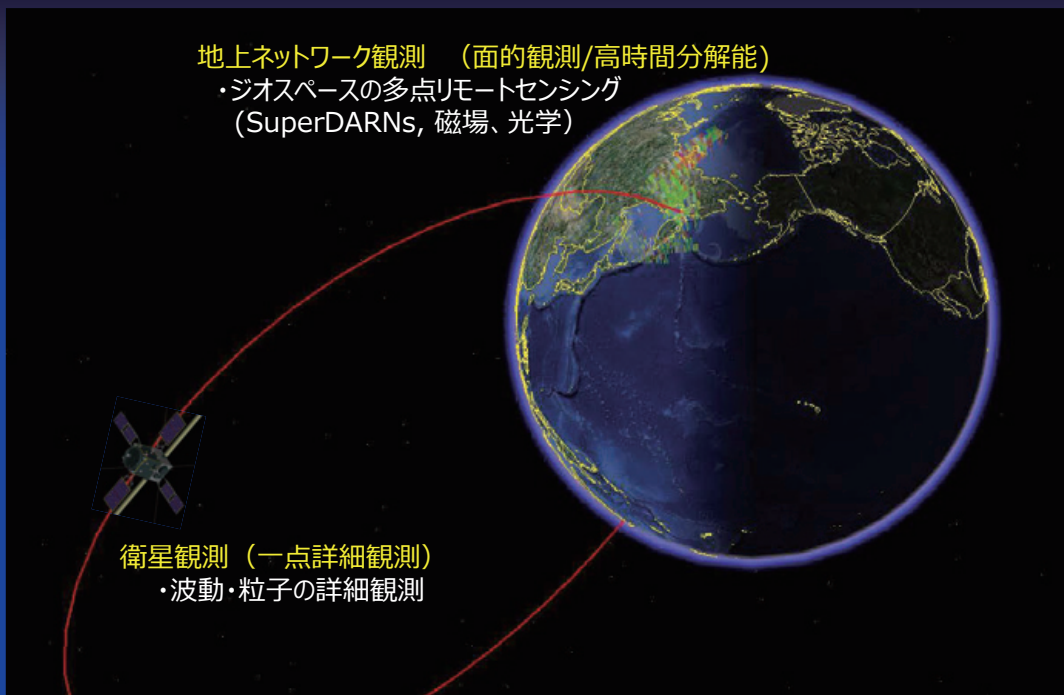 地上ネットワーク観測　（面的観測/高時間分解能)
・ジオスペースの多点リモートセンシング
(SuperDARNs, 磁場、光学）
衛星観測（一点詳細観測）
・波動・粒子の詳細観測